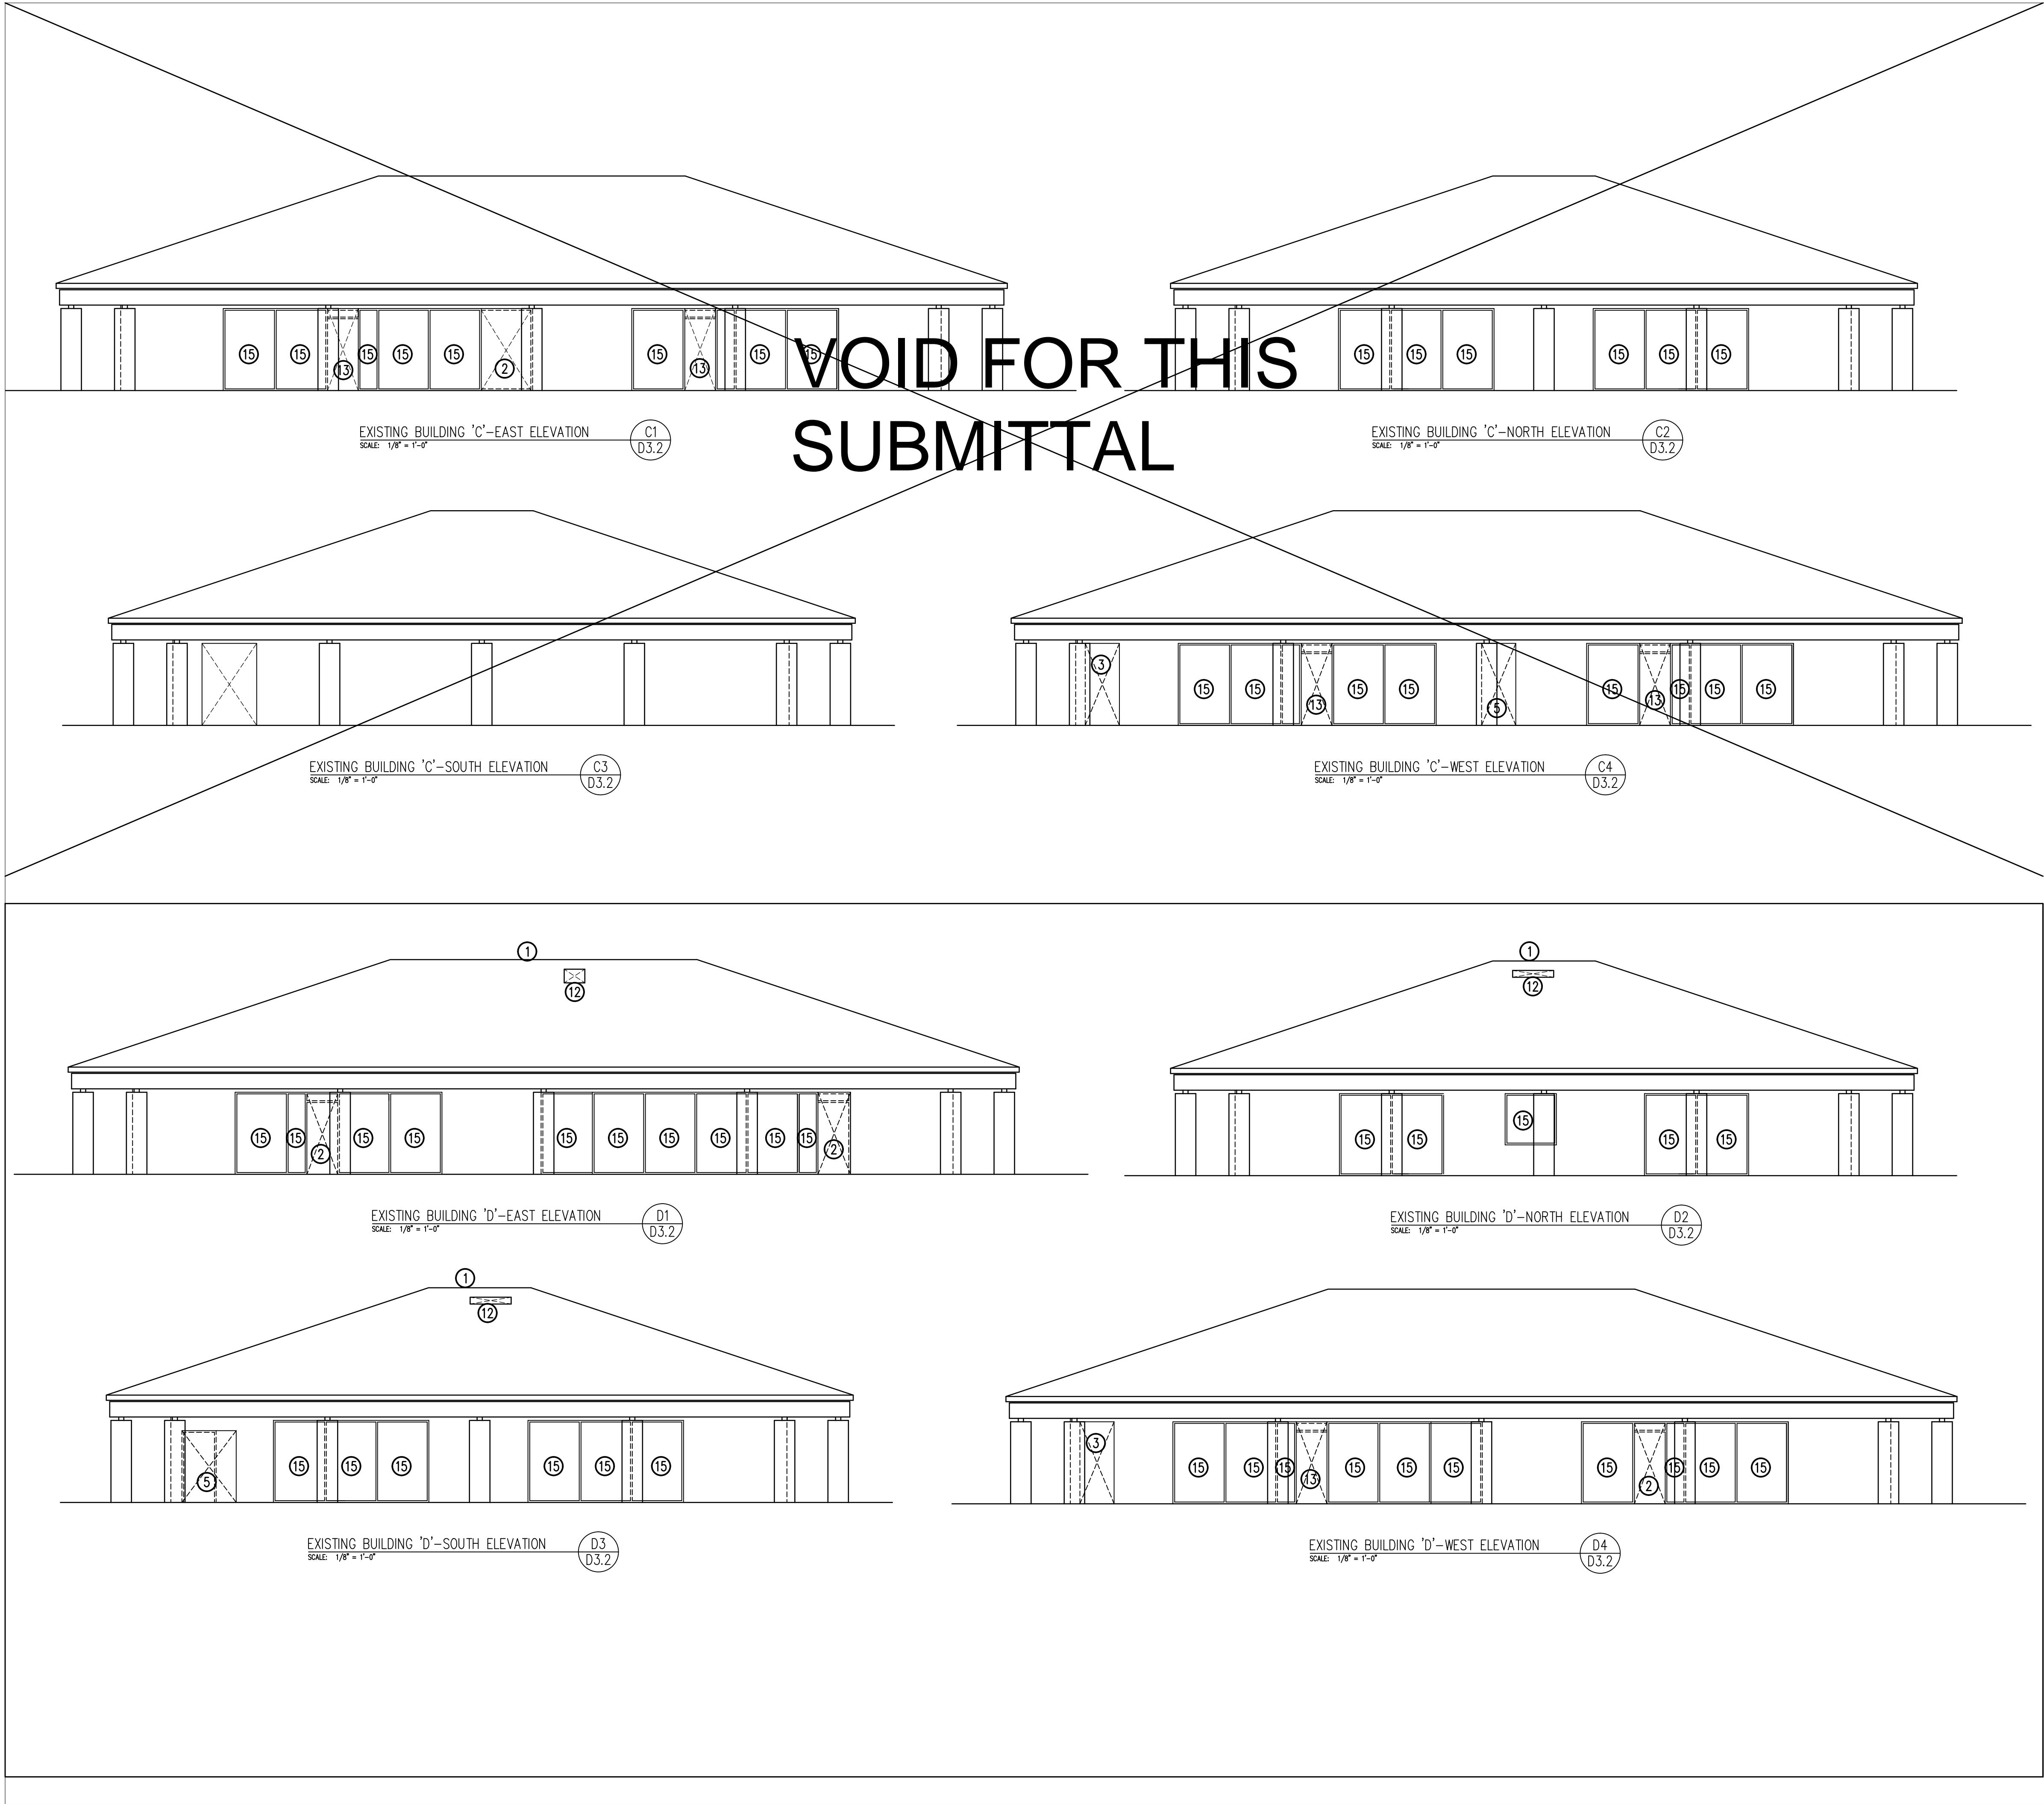 15 15 13 15 15 15 2 15 13 15 15
VOID FOR THIS
SUBMITTAL
15 15 15 15 15 15
EXISTING BUILDING 'C'-EAST ELEVATION
SCALE: 1/8" = 1'-0"
C1
D3.2
EXISTING BUILDING 'C'-NORTH ELEVATION
SCALE: 1/8" = 1'-0"
C2
D3.2
EXISTING BUILDING 'C'-SOUTH ELEVATION
SCALE: 1/8" = 1'-0"
C3
D3.2
3 15 15 13 15 15 5 15 13 15 15 15
EXISTING BUILDING 'C'-WEST ELEVATION
SCALE: 1/8" = 1'-0"
C4
D3.2
1
12
15 15 2 15 15 15 15 15 15 15 15 2
EXISTING BUILDING 'D'-EAST ELEVATION
SCALE: 1/8" = 1'-0"
D1
D3.2
1
12
15 15 15 15 15
EXISTING BUILDING 'D'-NORTH ELEVATION
SCALE: 1/8" = 1'-0"
D2
D3.2
1
12
5 15 15 15 15 15 15
EXISTING BUILDING 'D'-SOUTH ELEVATION
SCALE: 1/8" = 1'-0"
D3
D3.2
3 15 15 15 13 15 15 15 15 2 15 15 15
EXISTING BUILDING 'D'-WEST ELEVATION
SCALE: 1/8" = 1'-0"
D4
D3.2